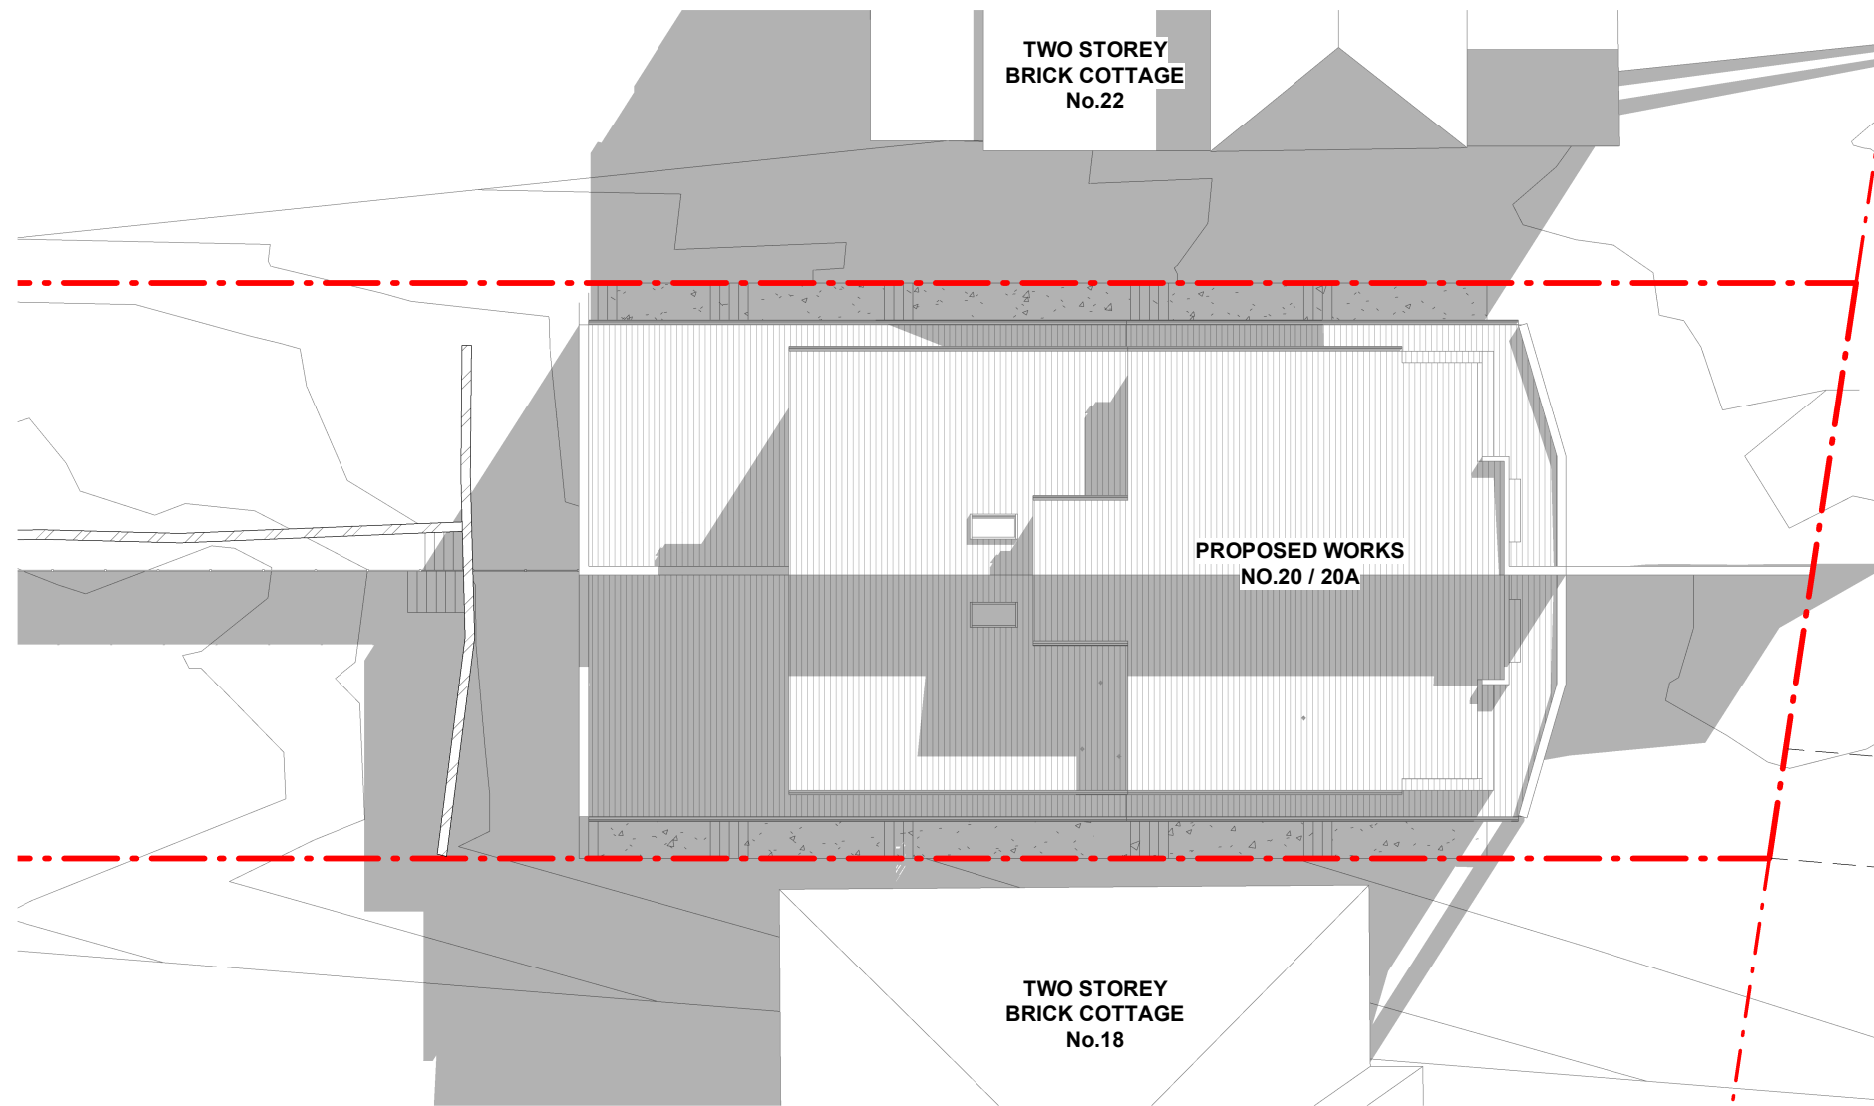 TWO STOREY
BRICK COTTAGE
No.22
PROPOSED WORKS
NO.20 / 20A
TWO STOREY
BRICK COTTAGE
No.18